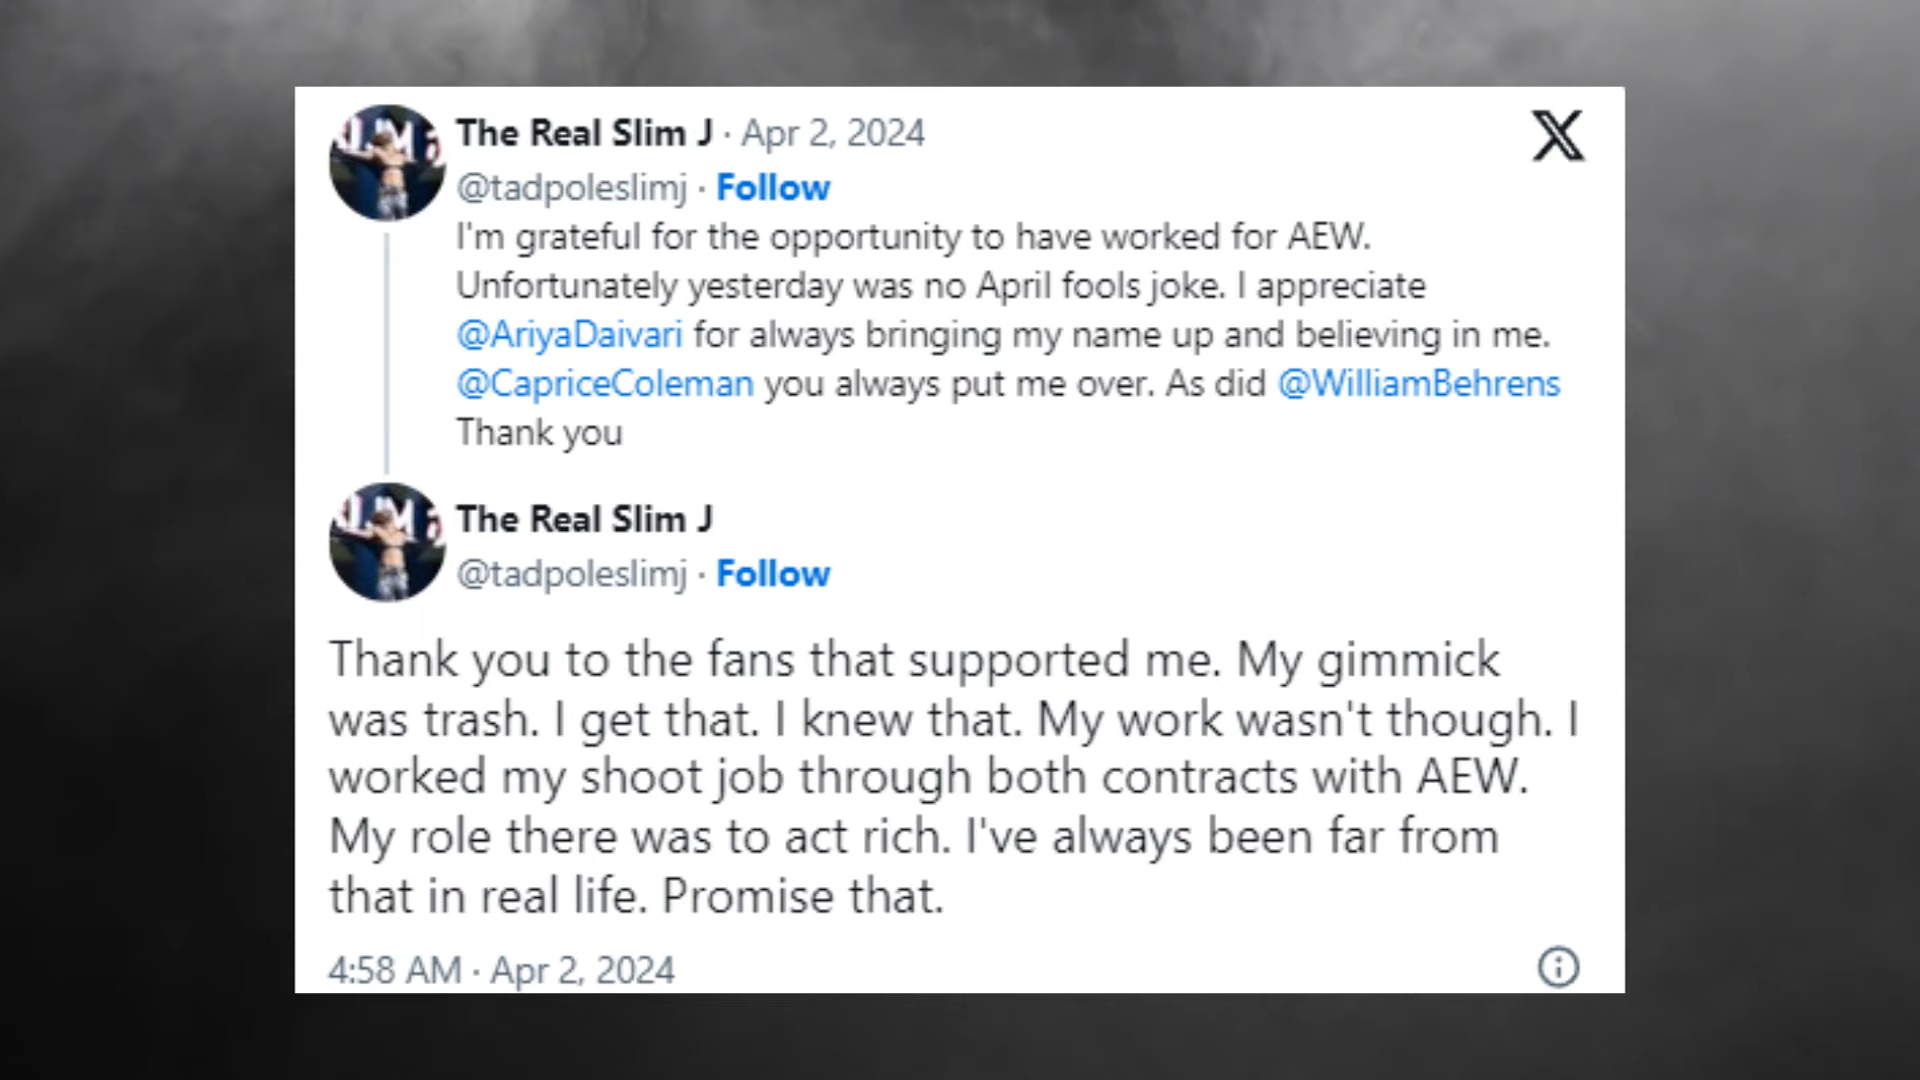 The Real Slim J · Apr 2, 2024
@tadpoleslimj · Follow
I'm grateful for the opportunity to have worked for AEW.
Unfortunately yesterday was no April fools joke. I appreciate
@AriyaDaivari for always bringing my name up and believing in me.
@CapriceColeman you always put me over. As did @WilliamBehrens
Thank you
The Real Slim J
@tadpoleslimj · Follow
Thank you to the fans that supported me. My gimmick
was trash. I get that. I knew that. My work wasn't though. I
worked my shoot job through both contracts with AEW.
My role there was to act rich. I've always been far from
that in real life. Promise that.
4:58 AM · Apr 2, 2024